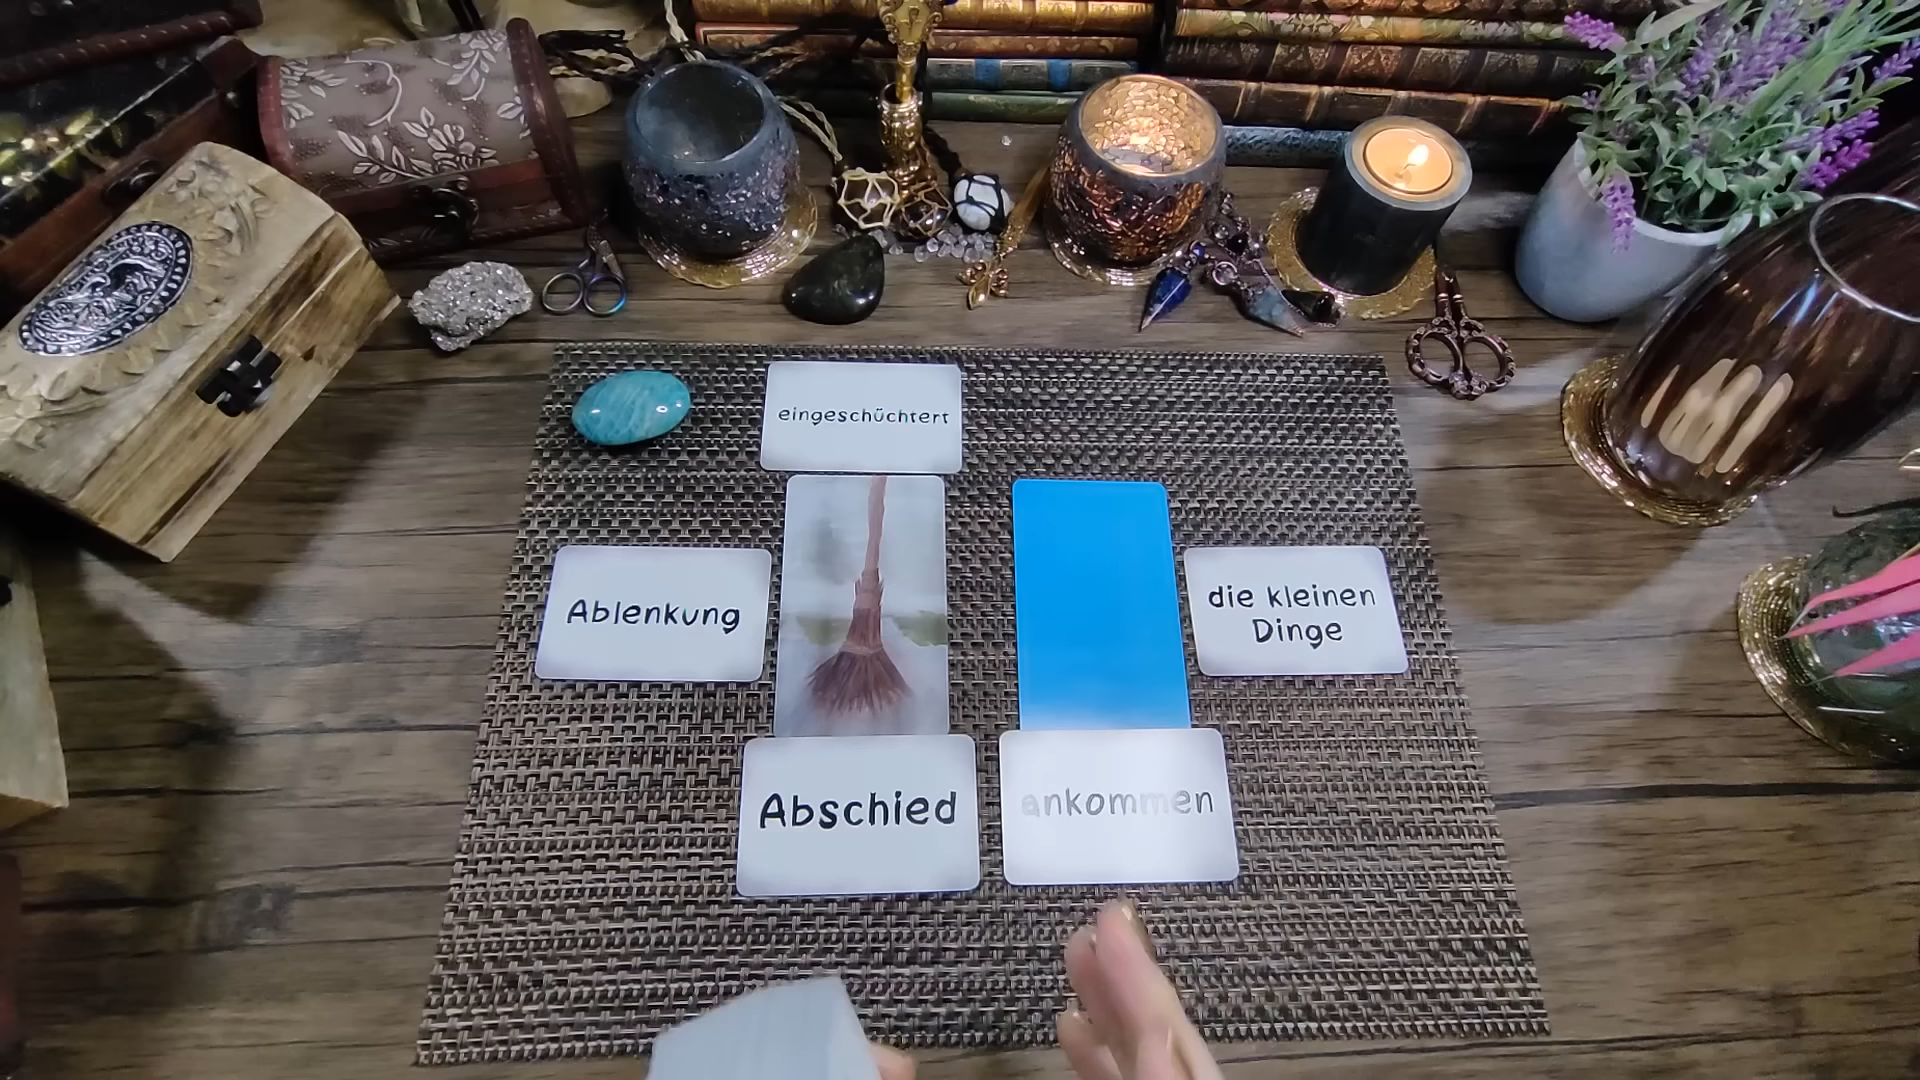 eingeschüchtert
Ablenkung
die kleinen
Dinge
Abschied
ankommen